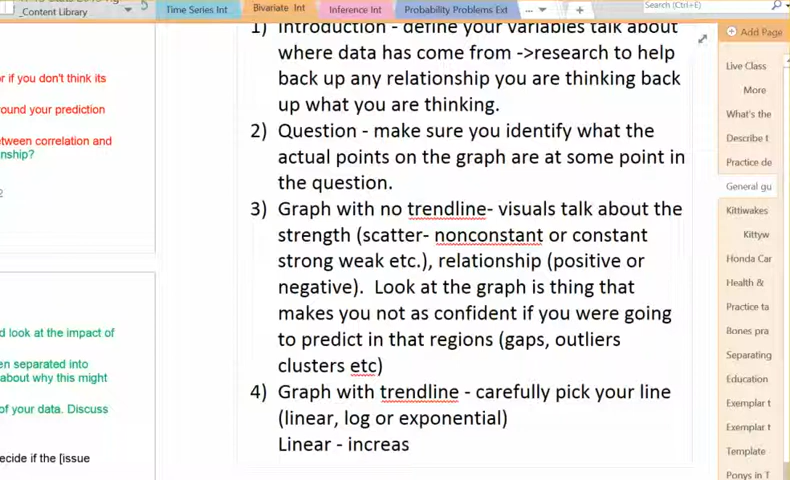 _Content Library
Time Series Int
Bivariate Int
Inference Int
Probability Problems Ext
...
Search (Ctrl+E)
or if you don't think its
ound your prediction
etween correlation and
nship?
d look at the impact of
en separated into
about why this might
of your data. Discuss
ecide if the [issue
1) Introduction - define your variables talk about
where data has come from ->research to help
back up any relationship you are thinking back
up what you are thinking.
2) Question - make sure you identify what the
actual points on the graph are at some point in
the question.
3) Graph with no trendline- visuals talk about the
strength (scatter- nonconstant or constant
strong weak etc.), relationship (positive or
negative). Look at the graph is thing that
makes you not as confident if you were going
to predict in that regions (gaps, outliers
clusters etc)
4) Graph with trendline - carefully pick your line
(linear, log or exponential)
Linear - increas
Add Page
Live Class
More
What's the
Describe t
Practice de
General gu
Kittiwakes
Kittyw
Honda Car
Health &
Practice ta
Bones pra
Separating
Education
Exemplar t
Exemplar t
Template
Ponys in T